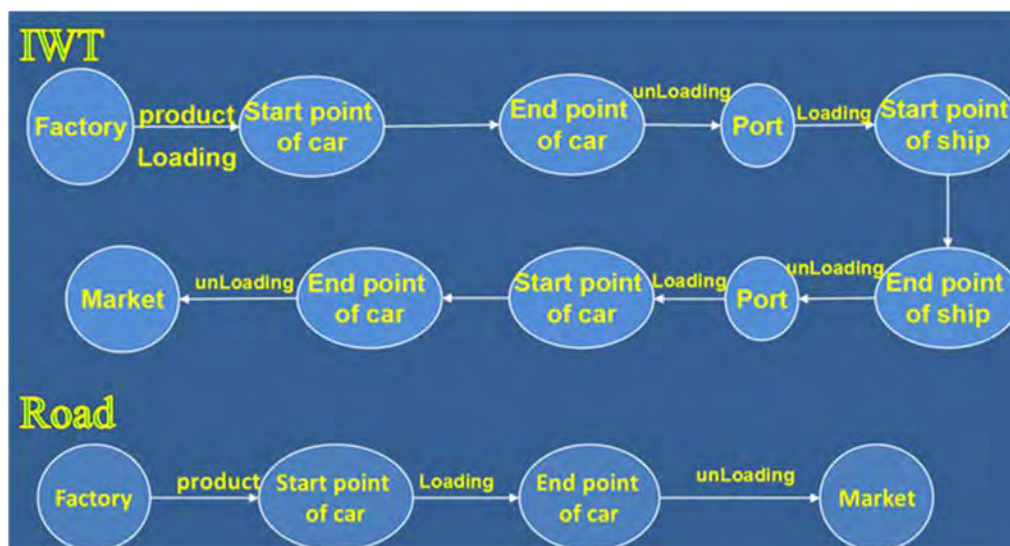 IWT
Factory
product
Loading
Start point
of car
End point
of car
unLoading
Port
Loading
Start point
of ship
Market
unLoading
End point
of car
Start point
of car
Loading
Port
unLoading
End point
of ship
Road
Factory
product
Start point
of car
Loading
End point
of car
unLoading
Market